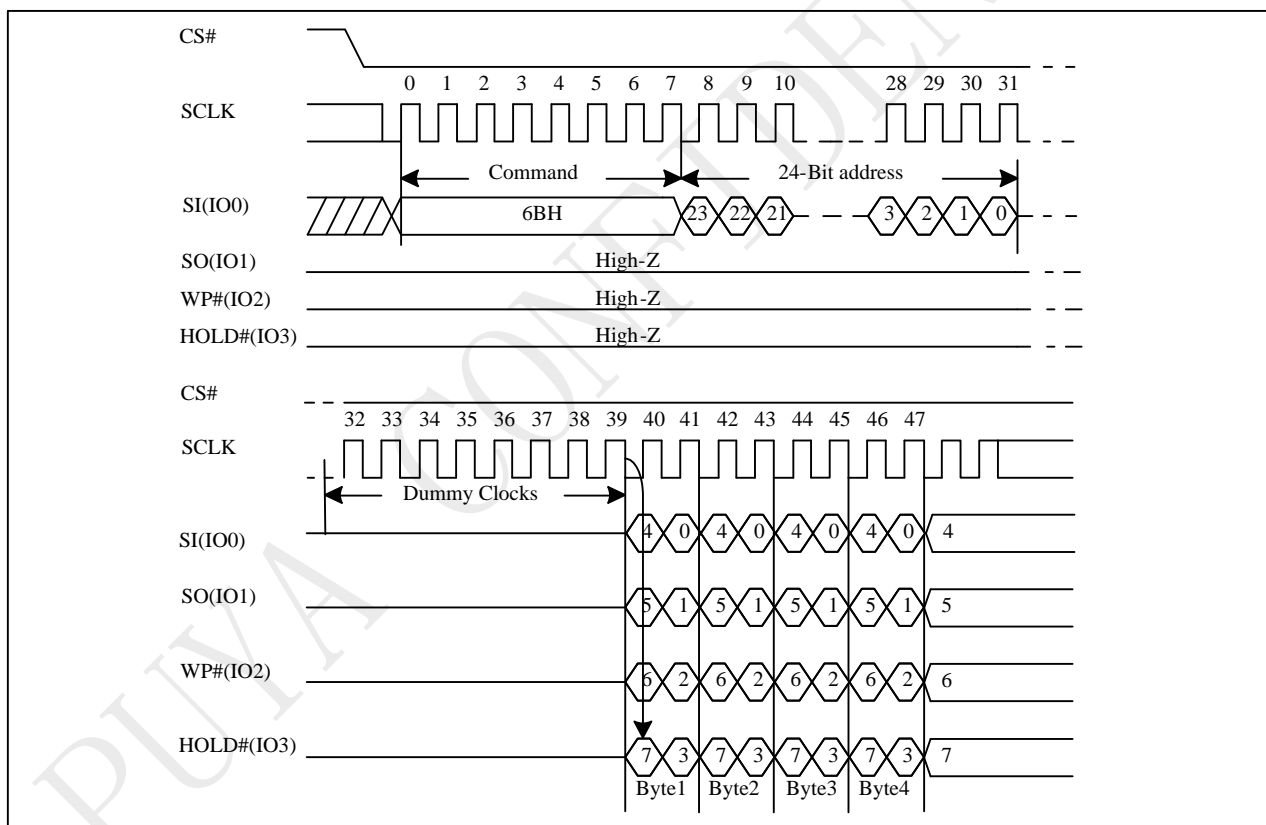 PUYA CONFIDEN
CS#
0 1 2 3 4 5 6 7 8 9 10 28 29 30 31
SCLK
Command 24-Bit address
SI(IO0) 6BH 23 22 21 3 2 1 0
SO(IO1) High-Z
WP#(IO2) High-Z
HOLD#(IO3) High-Z
CS#
32 33 34 35 36 37 38 39 40 41 42 43 44 45 46 47
SCLK
Dummy Clocks
SI(IO0) 4 0 4 0 4 0 4 0 4
SO(IO1) 5 1 5 1 5 1 5 1 5
WP#(IO2) 6 2 6 2 6 2 6 2 6
HOLD#(IO3) 7 3 7 3 7 3 7 3 7
Byte1 Byte2 Byte3 Byte4